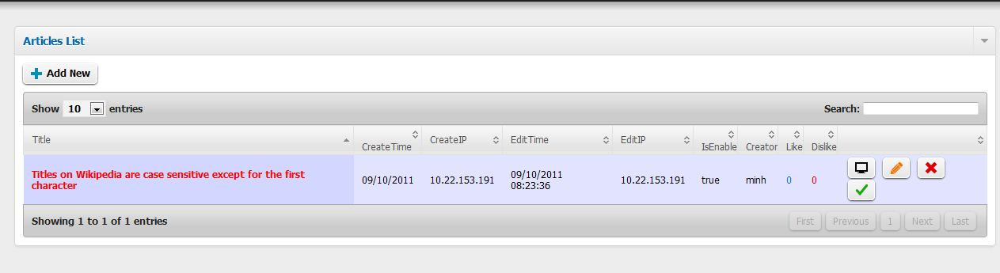 Articles List
Add New
Show 10 entries Search:
Title CreateTime CreateIP EditTime EditIP IsEnable Creator Like Dislike
Titles on Wikipedia are case sensitive except for the first
character
09/10/2011
10.22.153.191
09/10/2011
08:23:36
10.22.153.191
true
minh
0
0
Showing 1 to 1 of 1 entries
First Previous 1 Next Last